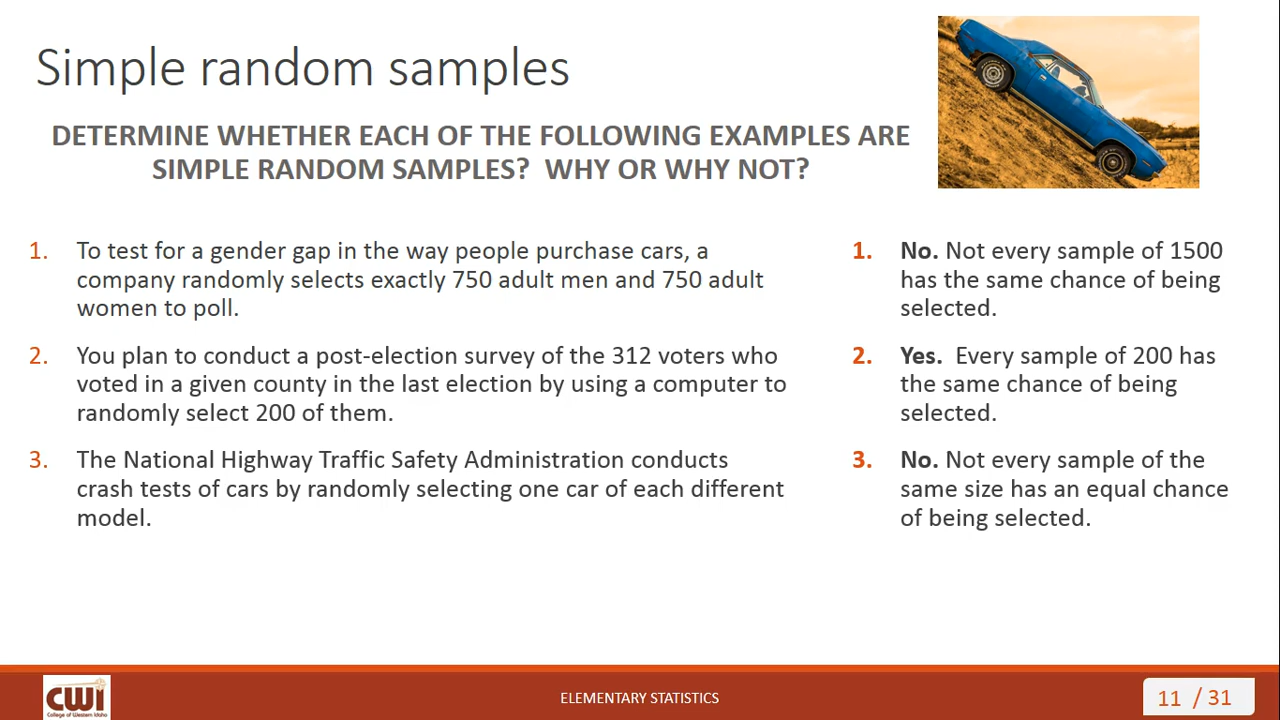 Simple random samples
DETERMINE WHETHER EACH OF THE FOLLOWING EXAMPLES ARE
SIMPLE RANDOM SAMPLES? WHY OR WHY NOT?
1. To test for a gender gap in the way people purchase cars, a
company randomly selects exactly 750 adult men and 750 adult
women to poll.
2. You plan to conduct a post-election survey of the 312 voters who
voted in a given county in the last election by using a computer to
randomly select 200 of them.
3. The National Highway Traffic Safety Administration conducts
crash tests of cars by randomly selecting one car of each different
model.
1. No. Not every sample of 1500
has the same chance of being
selected.
2. Yes. Every sample of 200 has
the same chance of being
selected.
3. No. Not every sample of the
same size has an equal chance
of being selected.
CWI
College of Western Idaho
ELEMENTARY STATISTICS
11 / 31